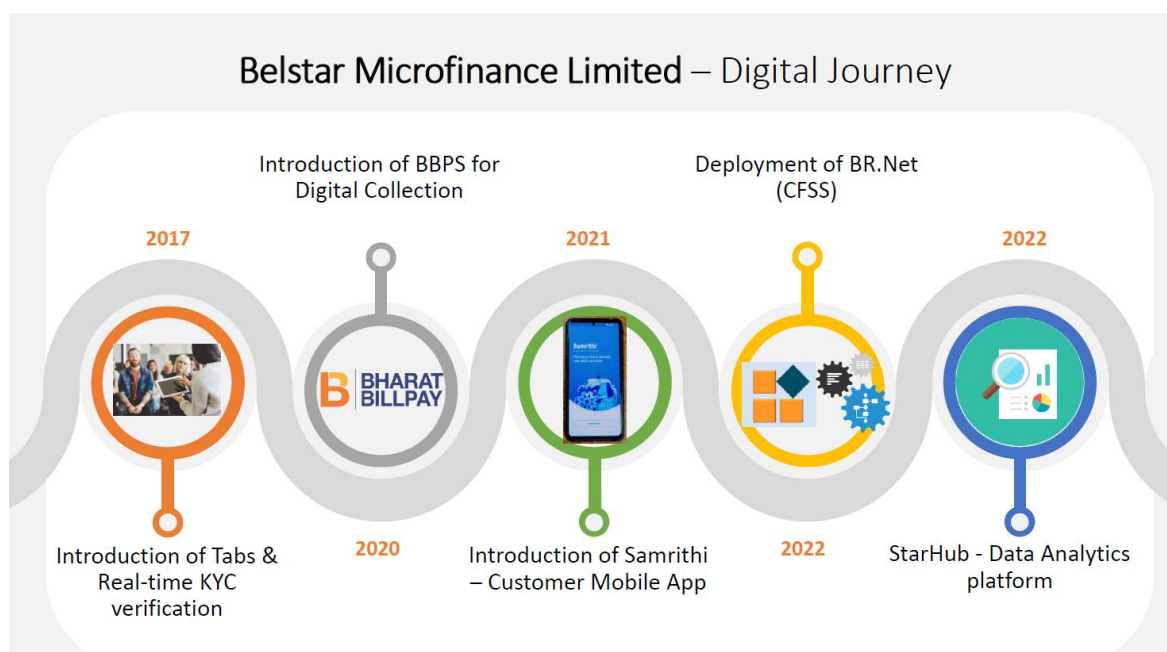 Belstar Microfinance Limited – Digital Journey
Introduction of BBPS for
Digital Collection
Deployment of BR.Net
(CFSS)
2017
2021
2022
BHARAT
BILLPAY
Samrithi
2020
2022
Introduction of Tabs &
Real-time KYC
verification
Introduction of Samrithi
– Customer Mobile App
StarHub - Data Analytics
platform